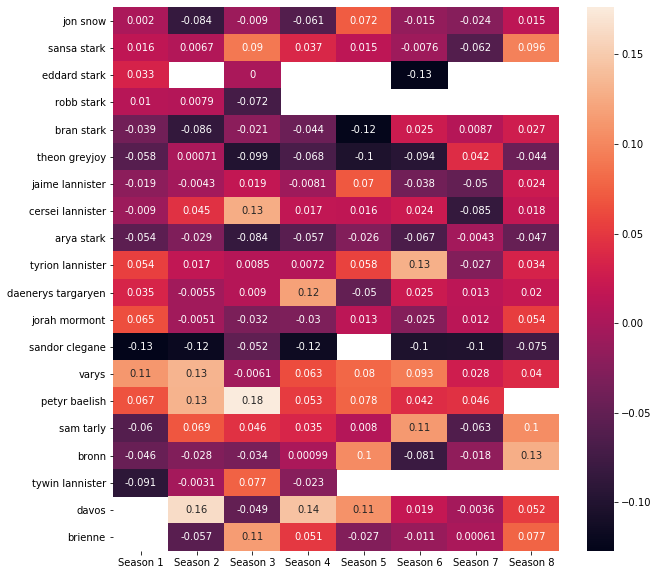 jon snow 0.002 -0.084 -0.009 -0.061 0.072 -0.015 -0.024 0.015
sansa stark 0.016 0.0067 0.09 0.037 0.015 -0.0076 -0.062 0.096
eddard stark 0.033 0 -0.13
robb stark 0.01 0.0079 -0.072
bran stark -0.039 -0.086 -0.021 -0.044 -0.12 0.025 0.0087 0.027
theon greyjoy -0.058 0.00071 -0.099 -0.068 -0.1 -0.094 0.042 -0.044
jaime lannister -0.019 -0.0043 0.019 -0.0081 0.07 -0.038 -0.05 0.024
cersei lannister -0.009 0.045 0.13 0.017 0.016 0.024 -0.085 0.018
arya stark -0.054 -0.029 -0.084 -0.057 -0.026 -0.067 -0.0043 -0.047
tyrion lannister 0.054 0.017 0.0085 0.0072 0.058 0.13 -0.027 0.034
daenerys targaryen 0.035 -0.0055 0.009 0.12 -0.05 0.025 0.013 0.02
jorah mormont 0.065 -0.0051 -0.032 -0.03 0.013 -0.025 0.012 0.054
sandor clegane -0.13 -0.12 -0.052 -0.12 -0.1 -0.1 -0.075
varys 0.11 0.13 -0.0061 0.063 0.08 0.093 0.028 0.04
petyr baelish 0.067 0.13 0.18 0.053 0.078 0.042 0.046
sam tarly -0.06 0.069 0.046 0.035 0.008 0.11 -0.063 0.1
bronn -0.046 -0.028 -0.034 0.00099 0.1 -0.081 -0.018 0.13
tywin lannister -0.091 -0.0031 0.077 -0.023
davos 0.16 -0.049 0.14 0.11 0.019 -0.0036 0.052
brienne -0.057 0.11 0.051 -0.027 -0.011 0.00061 0.077
Season 1 Season 2 Season 3 Season 4 Season 5 Season 6 Season 7 Season 8
0.15
0.10
0.05
0.00
−0.05
−0.10